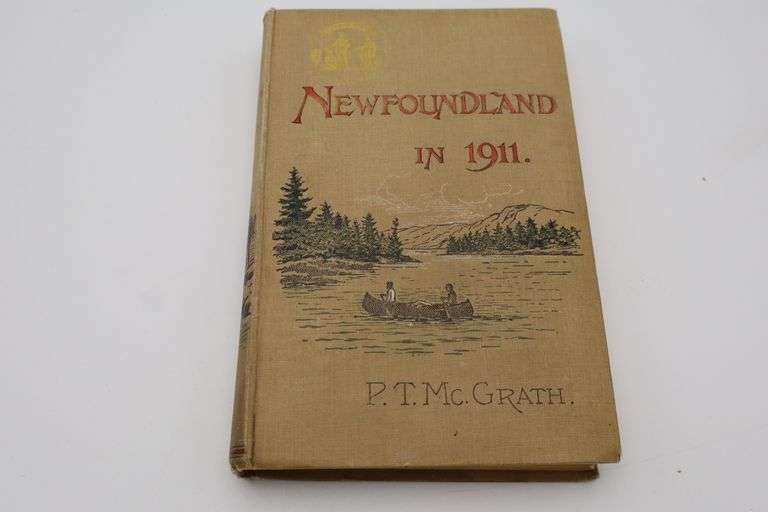 NEWFOUNDLAND
IN 1911.
P. T. MC. GRATH.